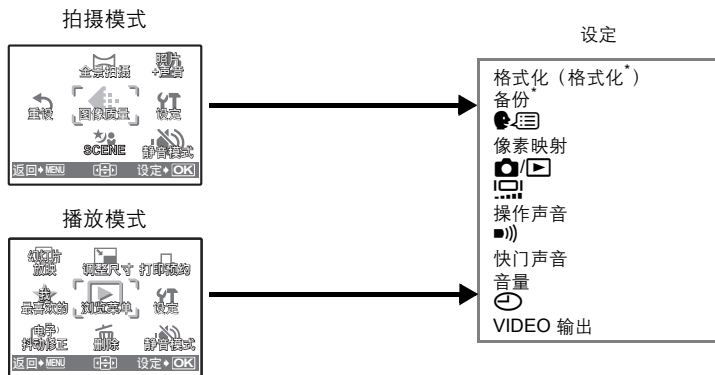 拍摄模式
全景拍摄
照片
+录音
重设
图像质量
设定
SCENE
静音模式
返回 MENU
设定 OK
播放模式
幻灯片
放映
调整尺寸
打印预约
最喜欢的
浏览菜单
设定
电子
抖动修正
删除
静音模式
返回 MENU
设定 OK
设定
格式化（格式化*）
备份*
像素映射
/
操作声音
快门声音
音量
VIDEO 输出